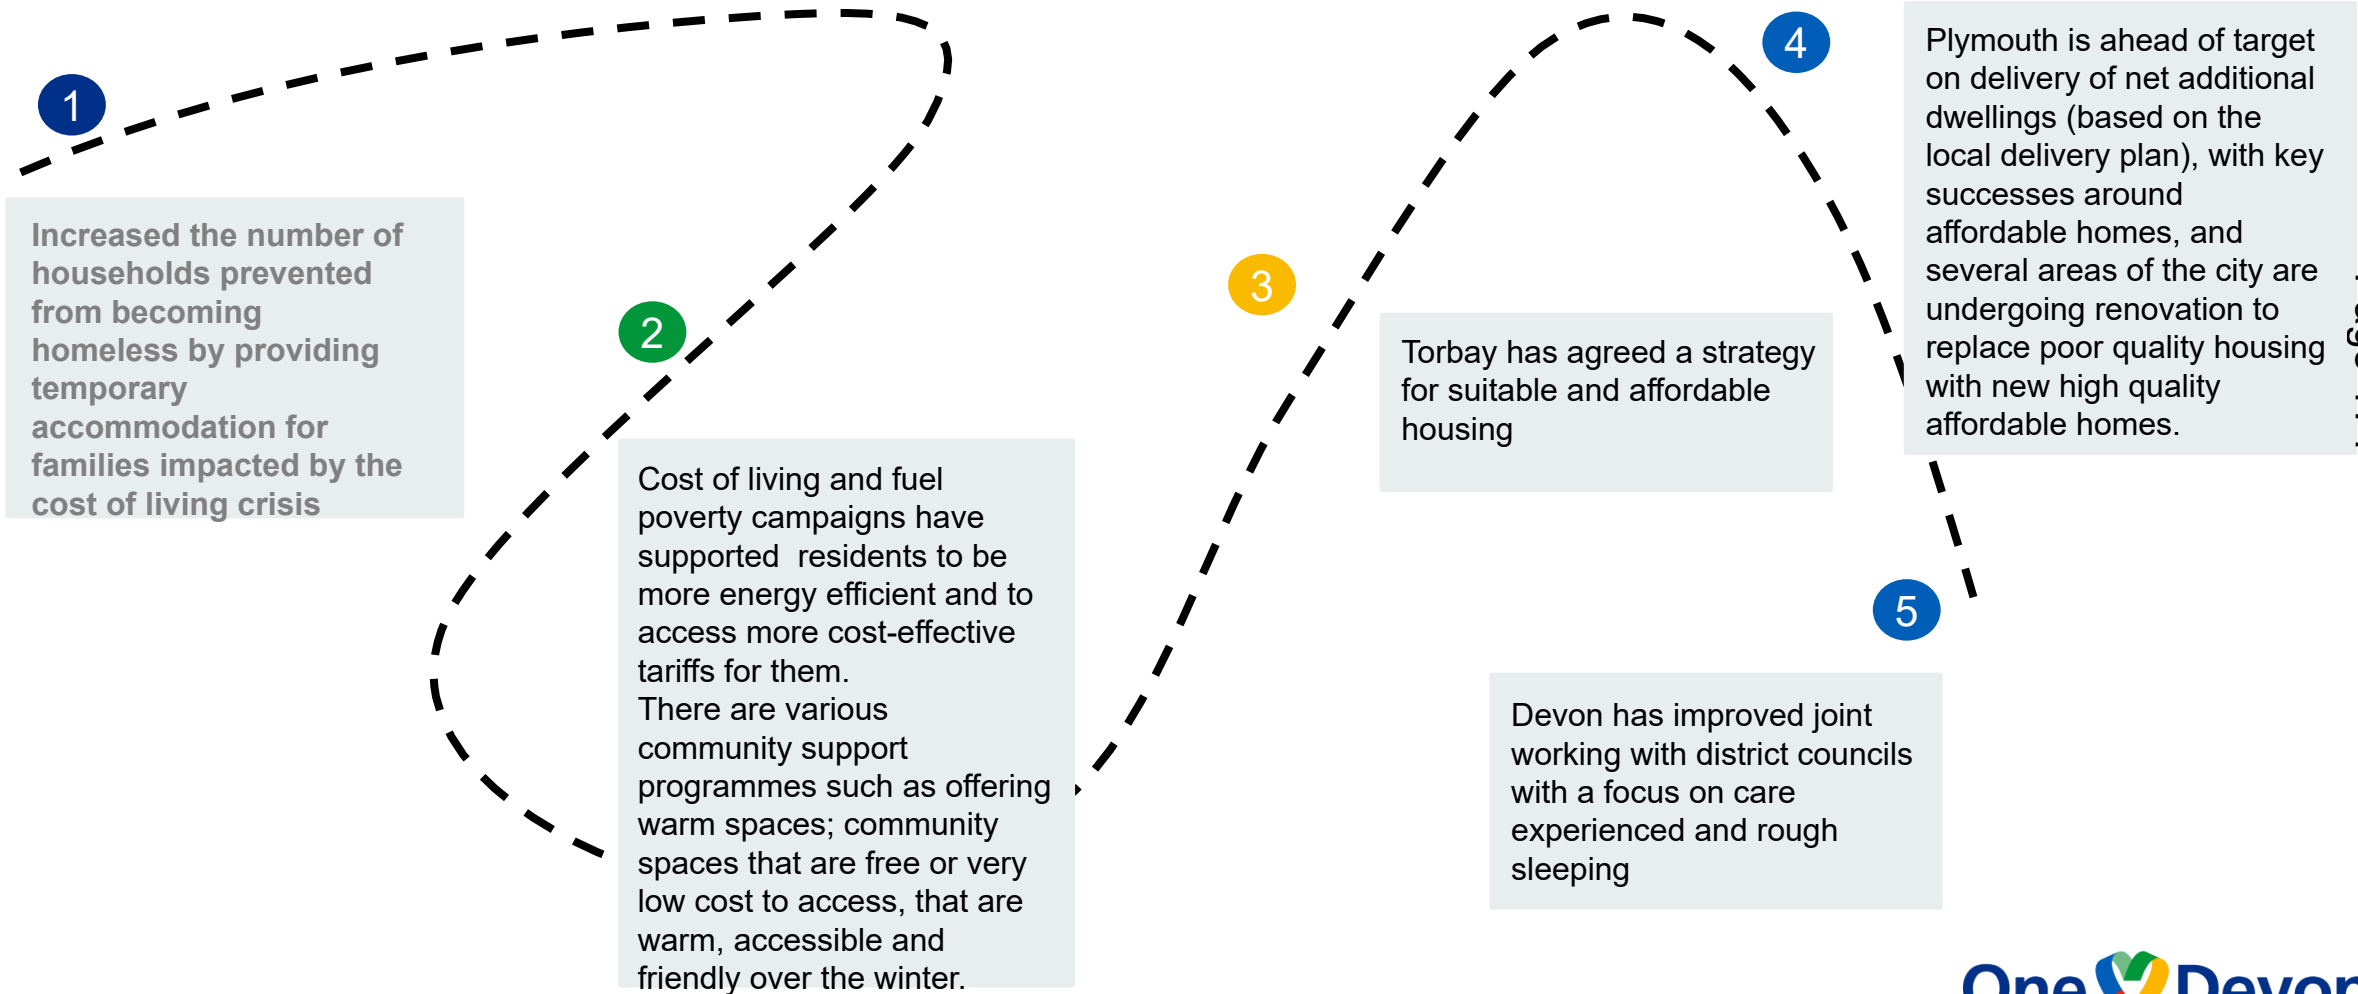 1
Increased the number of
households prevented
from becoming
homeless by providing
temporary
accommodation for
families impacted by the
cost of living crisis
2
Cost of living and fuel
poverty campaigns have
supported  residents to be
more energy efficient and to
access more cost-effective
tariffs for them.
There are various
community support
programmes such as offering
warm spaces; community
spaces that are free or very
low cost to access, that are
warm, accessible and
friendly over the winter.
3
Torbay has agreed a strategy
for suitable and affordable
housing
4
Plymouth is ahead of target
on delivery of net additional
dwellings (based on the
local delivery plan), with key
successes around
affordable homes, and
several areas of the city are
undergoing renovation to
replace poor quality housing
with new high quality
affordable homes.
5
Devon has improved joint
working with district councils
with a focus on care
experienced and rough
sleeping
One Devon